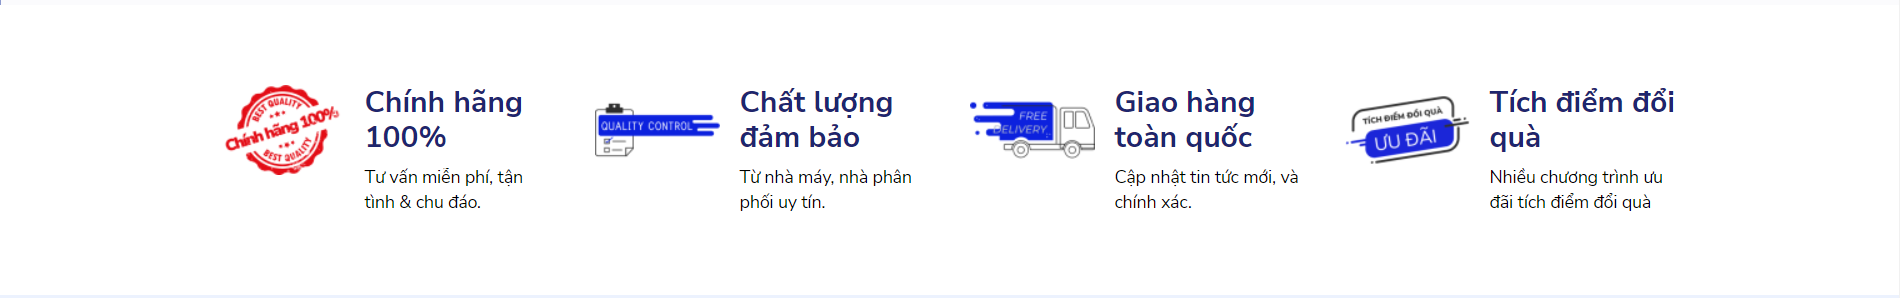 BEST QUALITY
Chính hãng 100%
BEST QUALITY
Chính hãng
100%
Tư vấn miễn phí, tận
tình & chu đáo.
QUALITY CONTROL
Chất lượng
đảm bảo
Từ nhà máy, nhà phân
phối uy tín.
FREE
DELIVERY
Giao hàng
toàn quốc
Cập nhật tin tức mới, và
chính xác.
TÍCH ĐIỂM ĐỔI QUÀ
ƯU ĐÃI
Tích điểm đổi
quà
Nhiều chương trình ưu
đãi tích điểm đổi quà